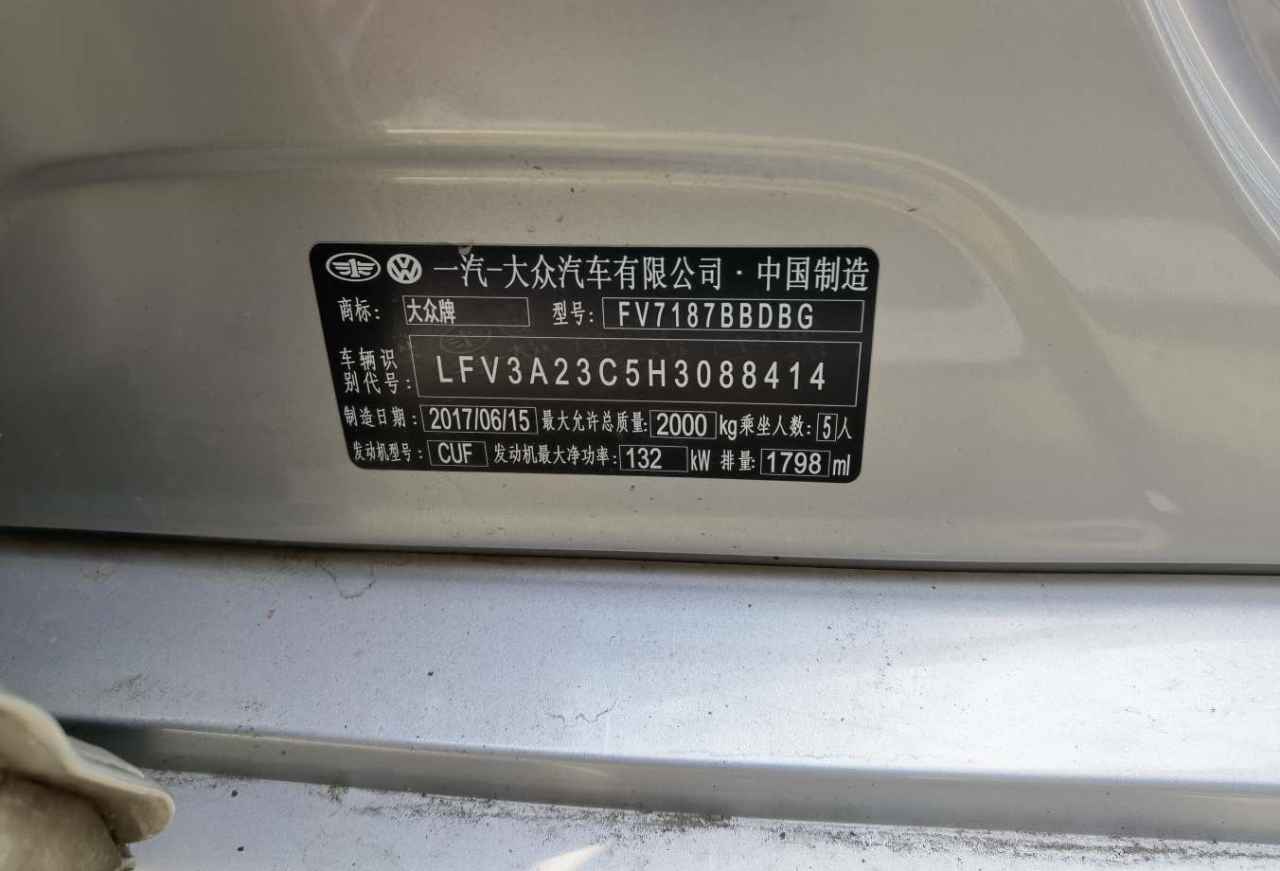 一汽-大众汽车有限公司·中国制造
商标: 大众牌 型号: FV7187BBDBG
车辆识别代号: LFV3A23C5H3088414
制造日期: 2017/06/15 最大允许总质量: 2000 kg 乘坐人数: 5 人
发动机型号: CUF 发动机最大净功率: 132 kW 排量: 1798 ml